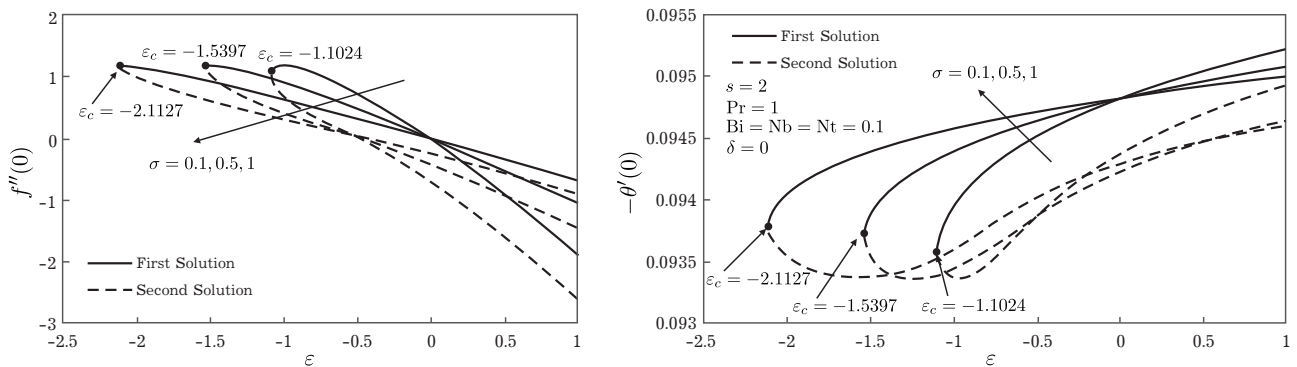 2
1
0
-1
-2
-3
-2.5
-2
-1.5
-1
-0.5
0
0.5
1
f''(0)
ε
ε_c = −1.5397
ε_c = −1.1024
ε_c = −2.1127
σ = 0.1, 0.5, 1
First Solution
Second Solution
0.0955
0.095
0.0945
0.094
0.0935
0.093
-2.5
-2
-1.5
-1
-0.5
0
0.5
1
−θ'(0)
ε
First Solution
Second Solution
s = 2
Pr = 1
Bi = Nb = Nt = 0.1
δ = 0
σ = 0.1, 0.5, 1
ε_c = −2.1127
ε_c = −1.5397
ε_c = −1.1024